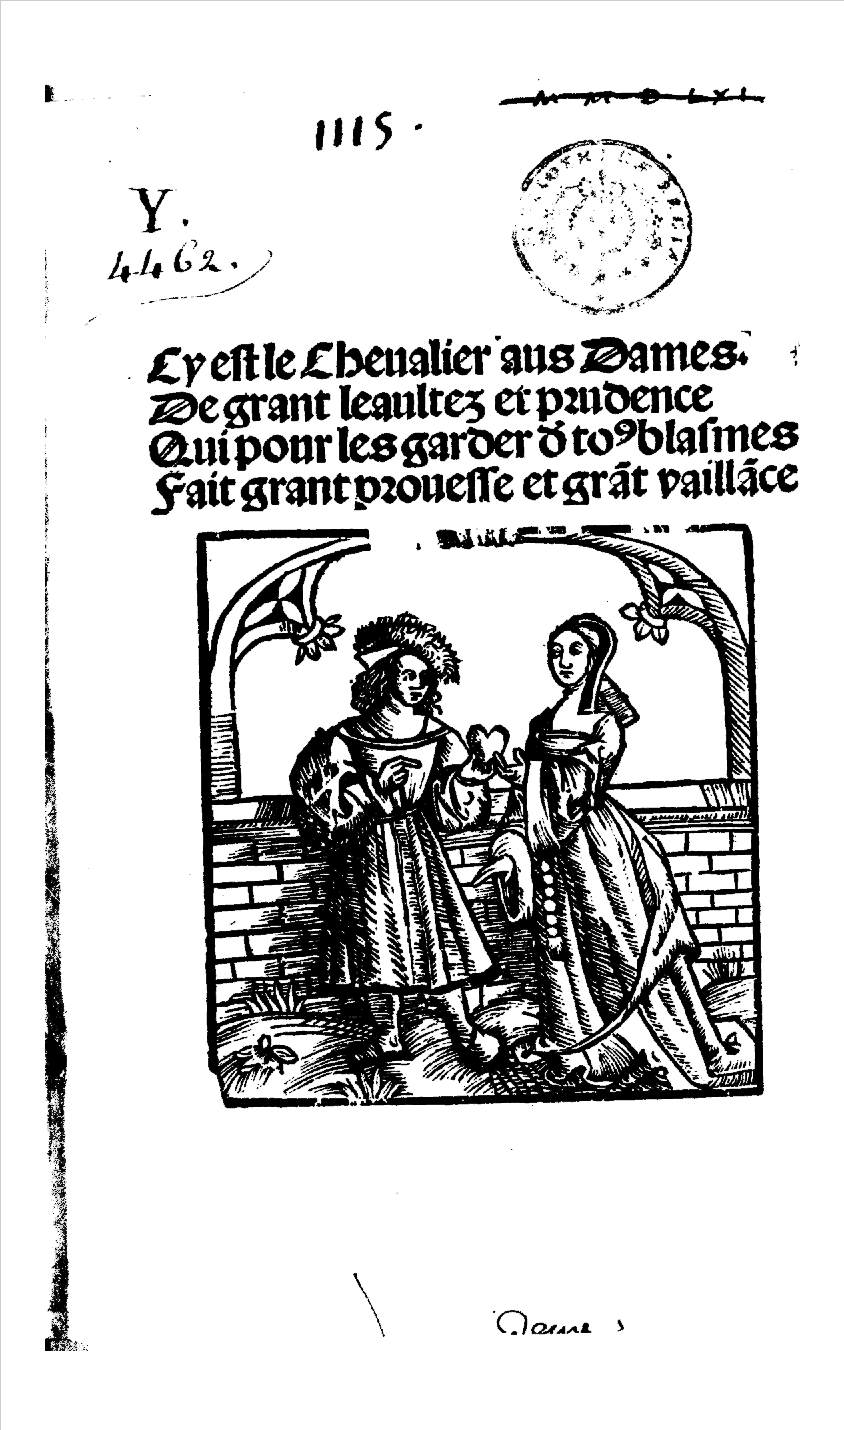 M M D L X I
1115.
Y.
4462.
Cy est le Cheualier aus Dames.
De grant leaultez et prudence
Qui pour les garder d̄ toꝰ blasmes
Fait grant prouesse et grāt vaillāce